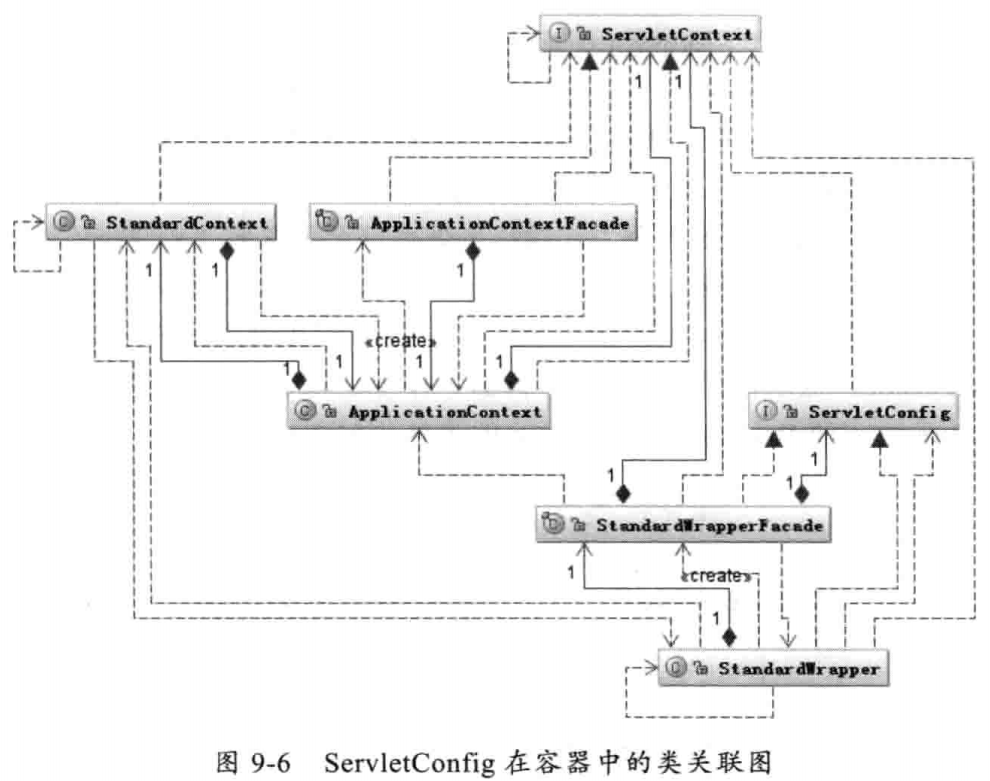 ServletContext
1
1
StandardContext
ApplicationContextFacade
1
1
1
«create»
1
1
1
ApplicationContext
ServletConfig
1
1
1
StandardWrapperFacade
1
«create»
1
StandardWrapper
图 9-6 ServletConfig 在容器中的类关联图